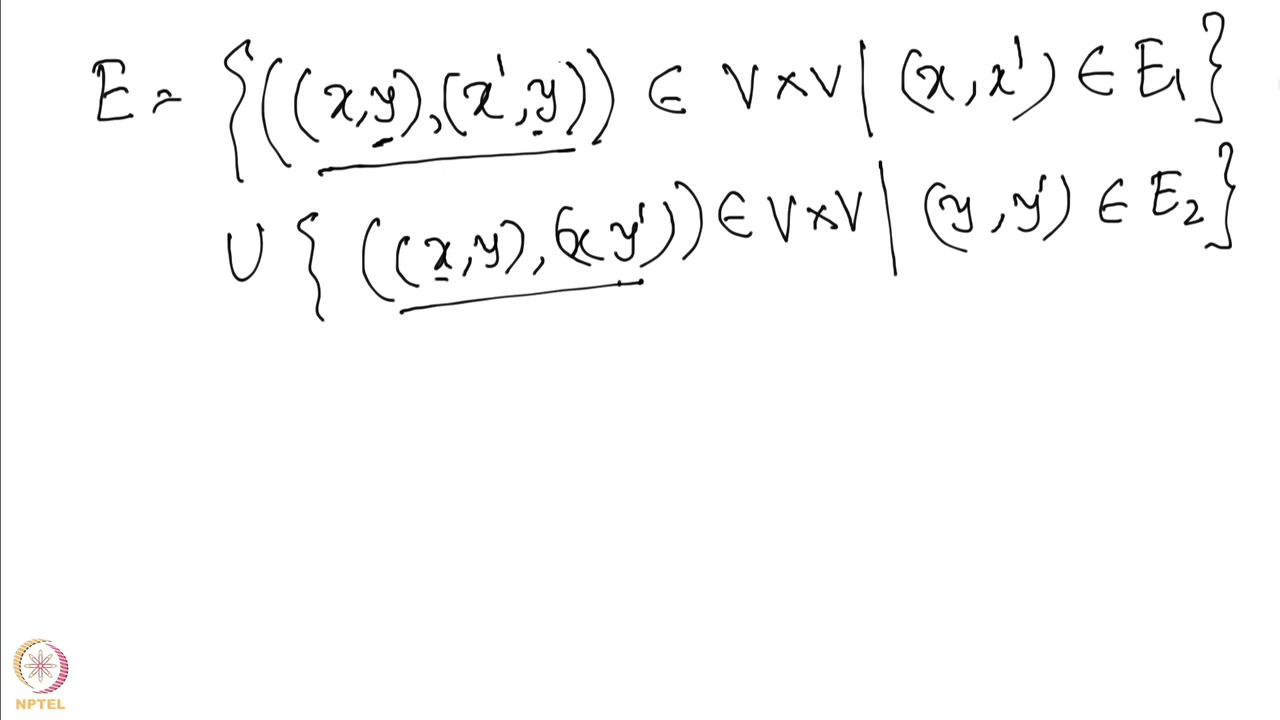 E = {((x,y),(x',y)) ∈ V×V | (x,x') ∈ E₁}
∪ {((x,y),(x y')) ∈ V×V | (y,y') ∈ E₂}
NPTEL